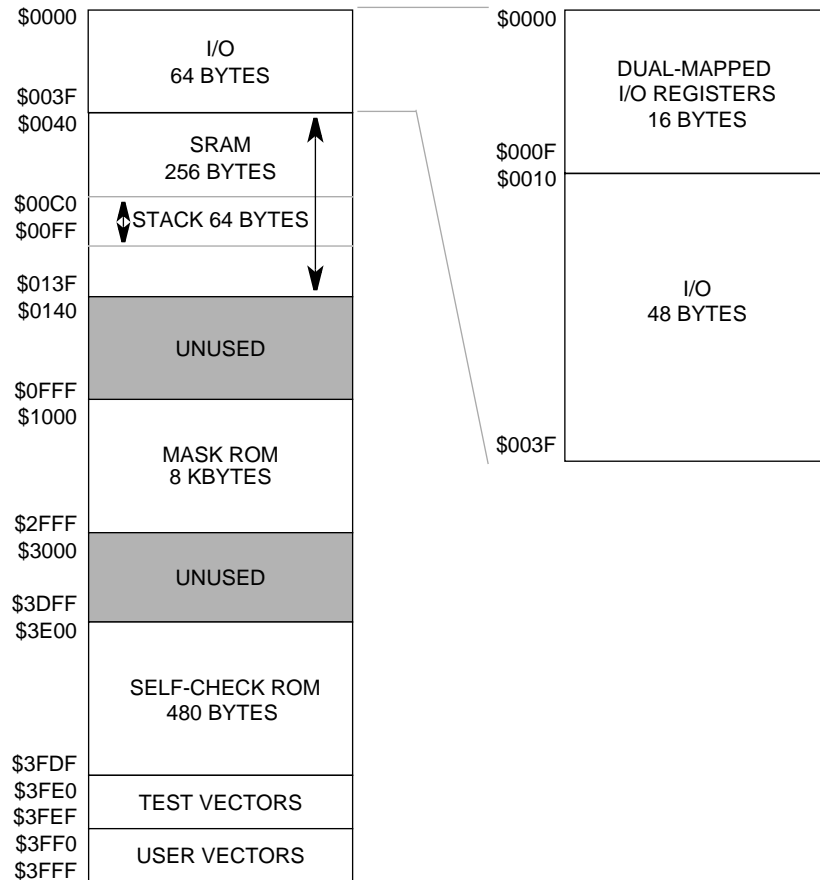 $0000
I/O
64 BYTES
$003F
$0040
SRAM
256 BYTES
$00C0
STACK 64 BYTES
$00FF
$013F
$0140
UNUSED
$0FFF
$1000
MASK ROM
8 KBYTES
$2FFF
$3000
UNUSED
$3DFF
$3E00
SELF-CHECK ROM
480 BYTES
$3FDF
$3FE0
TEST VECTORS
$3FEF
$3FF0
USER VECTORS
$3FFF
$0000
DUAL-MAPPED
I/O REGISTERS
16 BYTES
$000F
$0010
I/O
48 BYTES
$003F